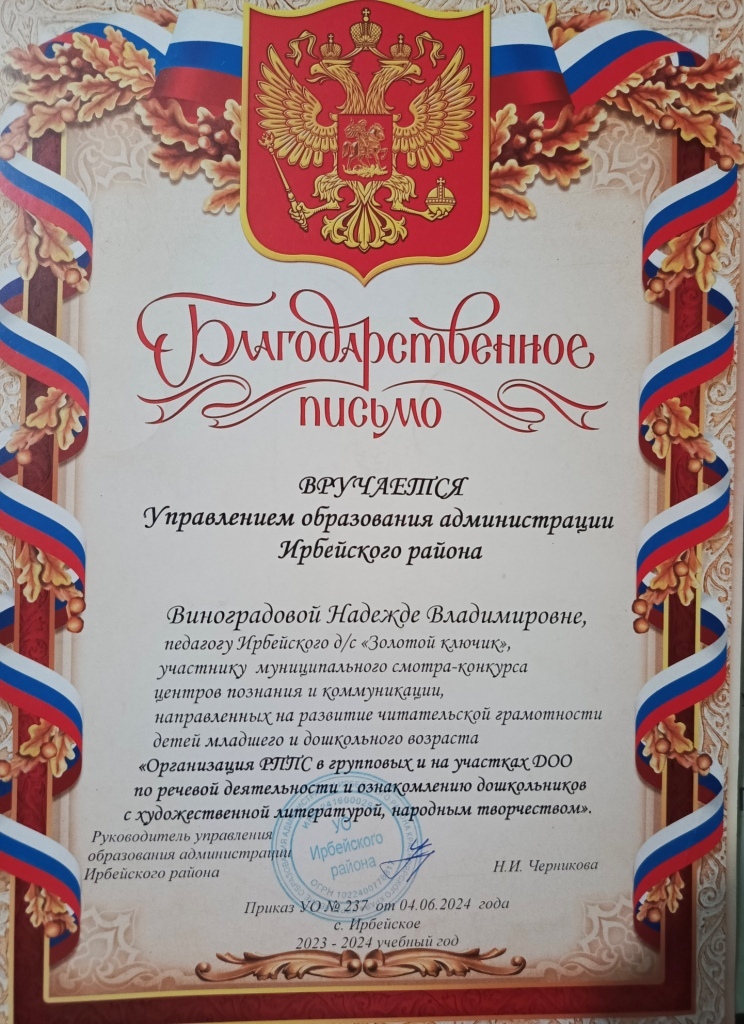 Благодарственное
письмо
ВРУЧАЕТСЯ
Управлением образования администрации
Ирбейского района
Виноградовой Надежде Владимировне,
педагогу Ирбейского д/с «Золотой ключик»,
участнику муниципального смотра-конкурса
центров познания и коммуникации,
направленных на развитие читательской грамотности
детей младшего и дошкольного возраста
«Организация РППС в групповых и на участках ДОО
по речевой деятельности и ознакомлению дошкольников
с художественной литературой, народным творчеством».
Руководитель управления
образования администрации
Ирбейского района
Н.И. Черникова
УО
Ирбейского
района
Приказ УО № 237 от 04.06.2024 года
с. Ирбейское
2023 - 2024 учебный год